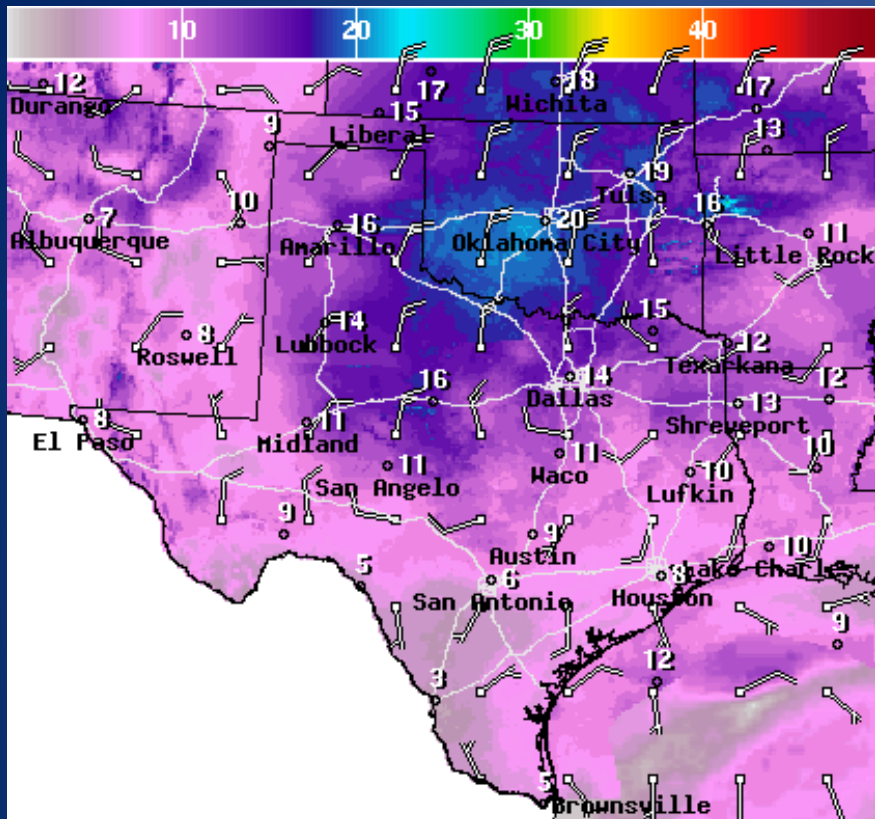 10 20 30 40
12 17 18 17
Durango 15 Wichita
9 Liberal 13
19
Tulsa
7 10 16 20 16 11
Albuquerque Amarillo Oklahoma City Little Rock
8 14 15
Roswell Lubbock Texarkana 12
14
Dallas
8 11 16 13 12
El Paso Midland Shreveport
11 11 10 10
San Angelo Waco Lufkin
9 9 10
Austin Lake Charles
5 6 8
San Antonio Houston
9
3 12
5
Brownsville